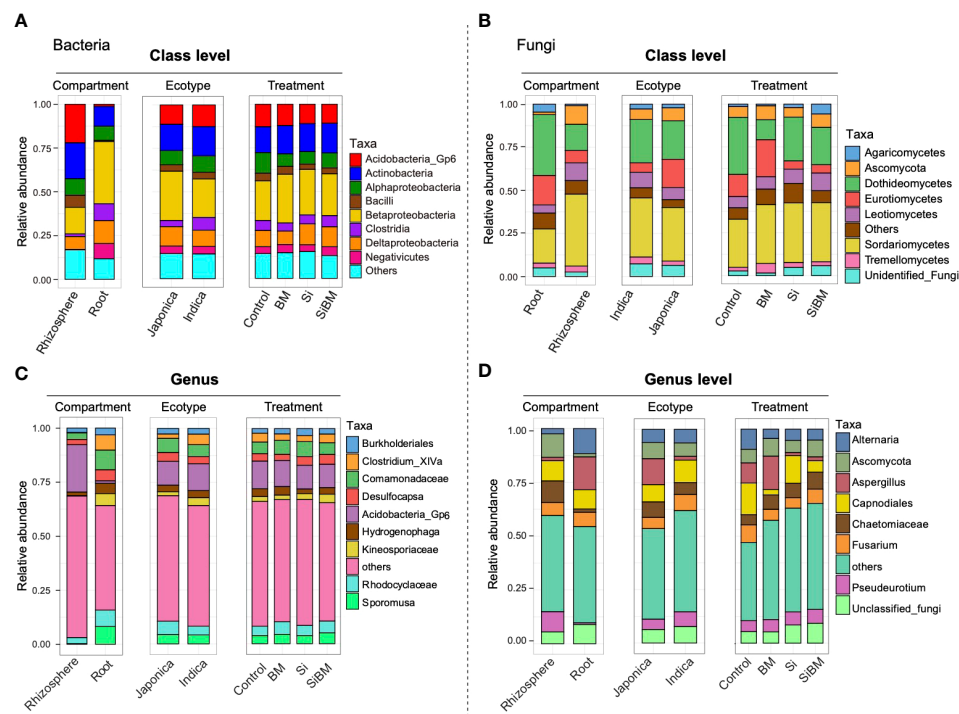 A
Bacteria
Class level
Compartment
Ecotype
Treatment
Relative abundance
1.00
0.75
0.50
0.25
0.00
Rhizosphere
Root
Japonica
Indica
Control
BM
Si
SiBM
Taxa
Acidobacteria_Gp6
Actinobacteria
Alphaproteobacteria
Bacilli
Betaproteobacteria
Clostridia
Deltaproteobacteria
Negativicutes
Others
B
Fungi
Class level
Compartment
Ecotype
Treatment
Relative abundance
1.00
0.75
0.50
0.25
0.00
Root
Rhizosphere
Indica
Japonica
Control
BM
Si
SiBM
Taxa
Agaricomycetes
Ascomycota
Dothideomycetes
Eurotiomycetes
Leotiomycetes
Others
Sordariomycetes
Tremellomycetes
Unidentified_Fungi
C
Genus
Compartment
Ecotype
Treatment
Relative abundance
1.00
0.75
0.50
0.25
0.00
Rhizosphere
Root
Japonica
Indica
Control
BM
Si
SiBM
Taxa
Burkholderiales
Clostridium_XIVa
Comamonadaceae
Desulfocapsa
Acidobacteria_Gp6
Hydrogenophaga
Kineosporiaceae
others
Rhodocyclaceae
Sporomusa
D
Genus level
Compartment
Ecotype
Treatment
Relative abundance
1.00
0.75
0.50
0.25
0.00
Rhizosphere
Root
Japonica
Indica
Control
BM
Si
SiBM
Taxa
Alternaria
Ascomycota
Aspergillus
Capnodiales
Chaetomiaceae
Fusarium
others
Pseudeurotium
Unclassified_fungi